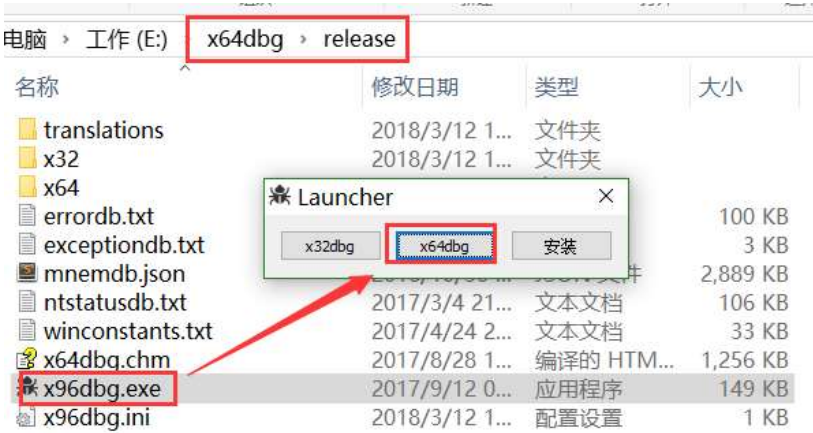 电脑 › 工作 (E:) › x64dbg › release
名称 修改日期 类型 大小
translations 2018/3/12 1... 文件夹
x32 2018/3/12 1... 文件夹
x64
Launcher
errordb.txt 100 KB
exceptiondb.txt 3 KB
x32dbg x64dbg 安装
mnemdb.json 2,889 KB
ntstatusdb.txt 2017/3/4 21... 文本文档 106 KB
winconstants.txt 2017/4/24 2... 文本文档 33 KB
x64dbg.chm 2017/8/28 1... 编译的 HTM... 1,256 KB
x96dbg.exe 2017/9/12 0... 应用程序 149 KB
x96dbg.ini 2018/3/12 1... 配置设置 1 KB